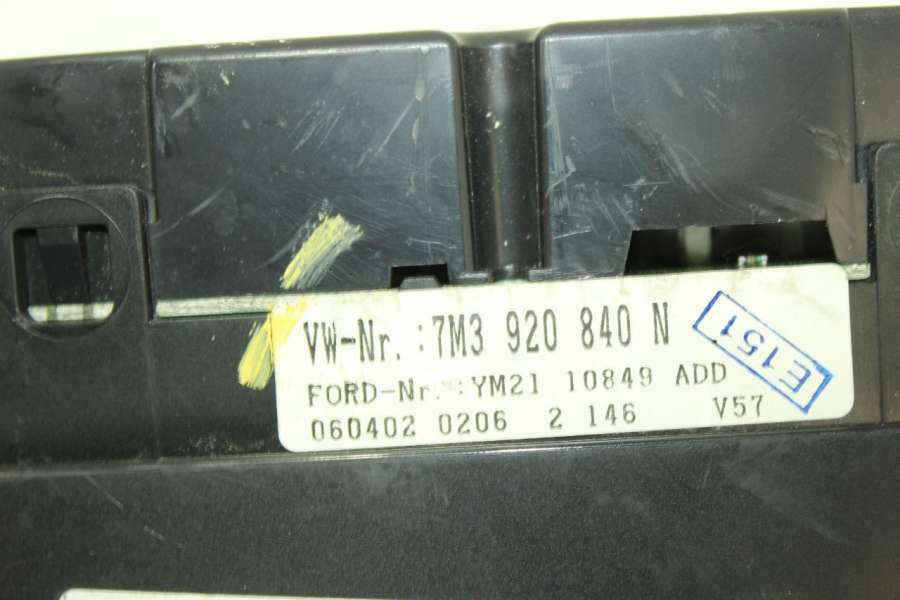 VW-Nr.:7M3 920 840 N
FORD-Nr.:YM21 10849 ADD
060402 0206 2 146 V57
E151